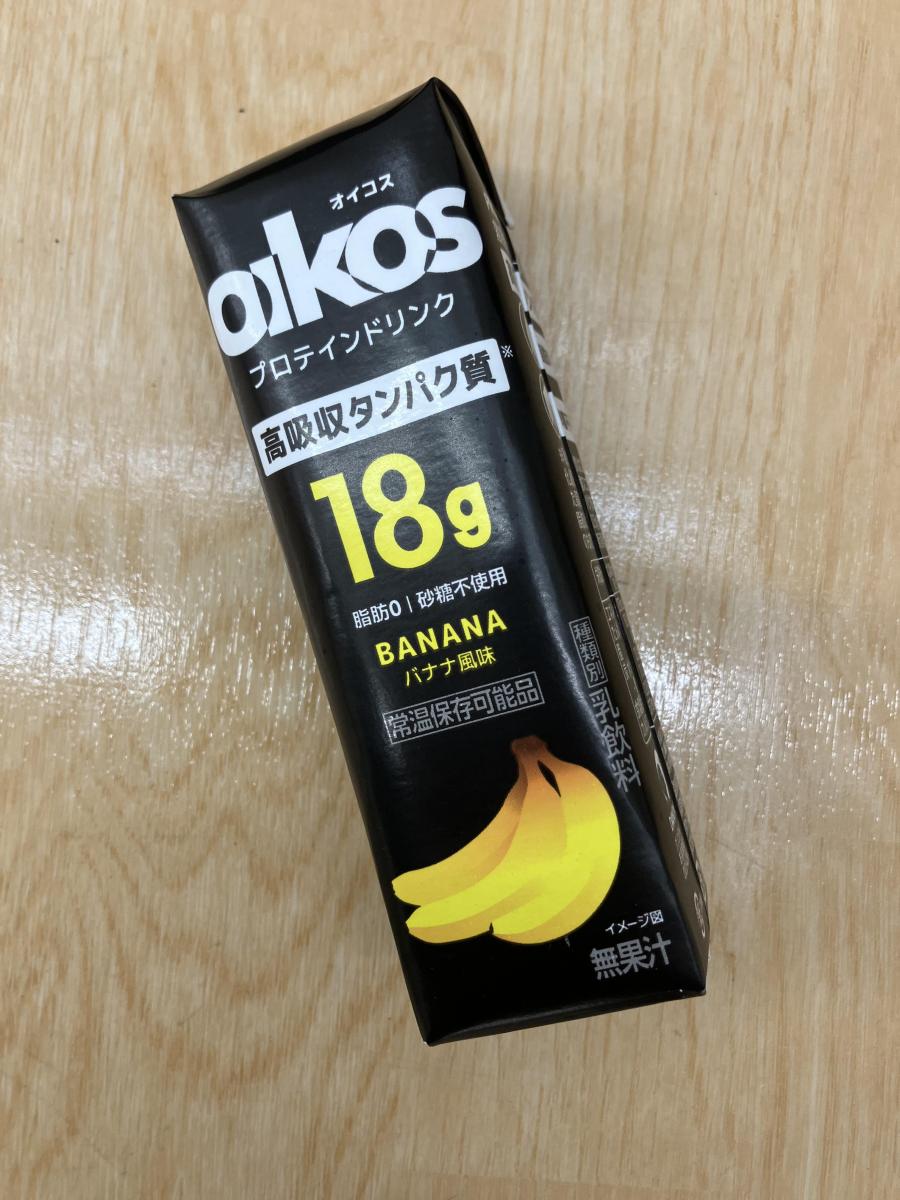 オイコス
oikos
プロテインドリンク
高吸収タンパク質※
18g
脂肪0 | 砂糖不使用
BANANA
バナナ風味
常温保存可能品
種類別 乳飲料
イメージ図
無果汁